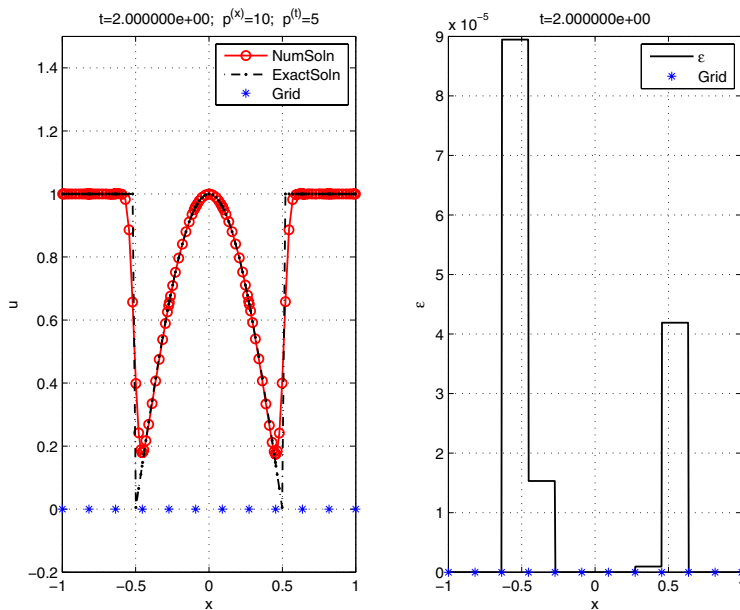 t=2.000000e+00; p(x)=10; p(t)=5
1.4
1.2
1
0.8
0.6
0.4
0.2
0
−0.2
u
−1
−0.5
0
0.5
1
x
NumSoln
ExactSoln
Grid
x 10−5
t=2.000000e+00
9
8
7
6
5
4
3
2
1
0
ε
−1
−0.5
0
0.5
1
x
ε
Grid